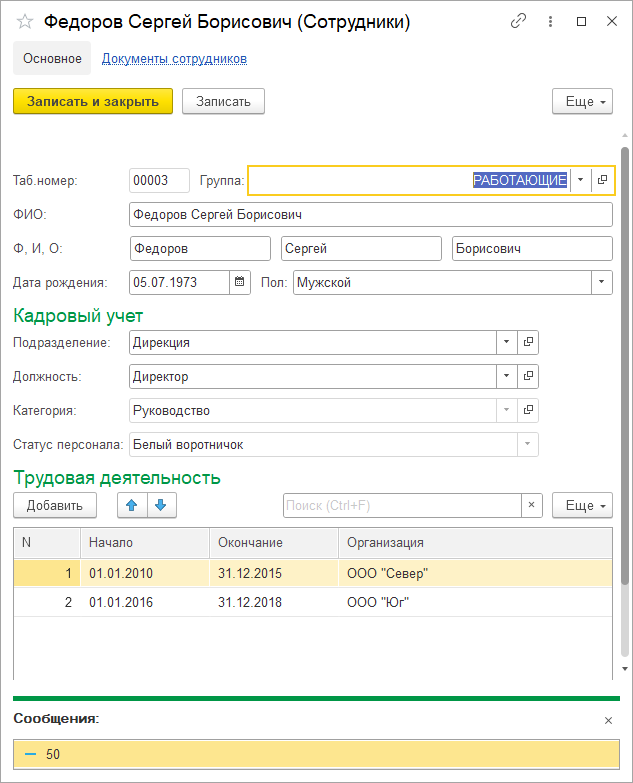 Федоров Сергей Борисович (Сотрудники)
Основное Документы сотрудников
Записать и закрыть Записать Еще
Таб.номер: 00003 Группа: РАБОТАЮЩИЕ
ФИО: Федоров Сергей Борисович
Ф, И, О: Федоров Сергей Борисович
Дата рождения: 05.07.1973 Пол: Мужской
Кадровый учет
Подразделение: Дирекция
Должность: Директор
Категория: Руководство
Статус персонала: Белый воротничок
Трудовая деятельность
Добавить Поиск (Ctrl+F) × Еще
N Начало Окончание Организация
1 01.01.2010 31.12.2015 ООО "Север"
2 01.01.2016 31.12.2018 ООО "Юг"
Сообщения:
50